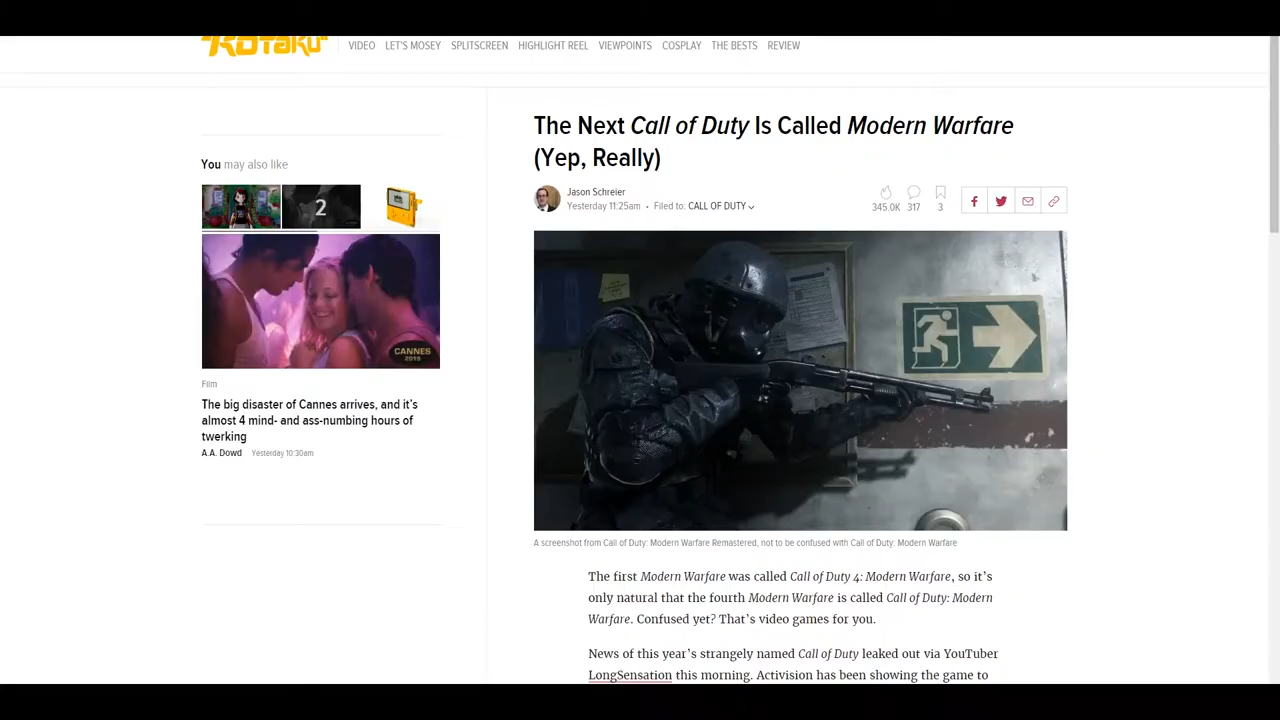 KOTAKU
VIDEO LET'S MOSEY SPLITSCREEN HIGHLIGHT REEL VIEWPOINTS COSPLAY THE BESTS REVIEW
You may also like
2
CANNES
2019
Film
The big disaster of Cannes arrives, and it's
almost 4 mind- and ass-numbing hours of
twerking
A.A. Dowd Yesterday 10:30am
The Next Call of Duty Is Called Modern Warfare
(Yep, Really)
Jason Schreier
Yesterday 11:25am • Filed to: CALL OF DUTY
345.0K 317 3
A screenshot from Call of Duty: Modern Warfare Remastered, not to be confused with Call of Duty: Modern Warfare
The first Modern Warfare was called Call of Duty 4: Modern Warfare, so it's
only natural that the fourth Modern Warfare is called Call of Duty: Modern
Warfare. Confused yet? That's video games for you.
News of this year's strangely named Call of Duty leaked out via YouTuber
LongSensation this morning. Activision has been showing the game to